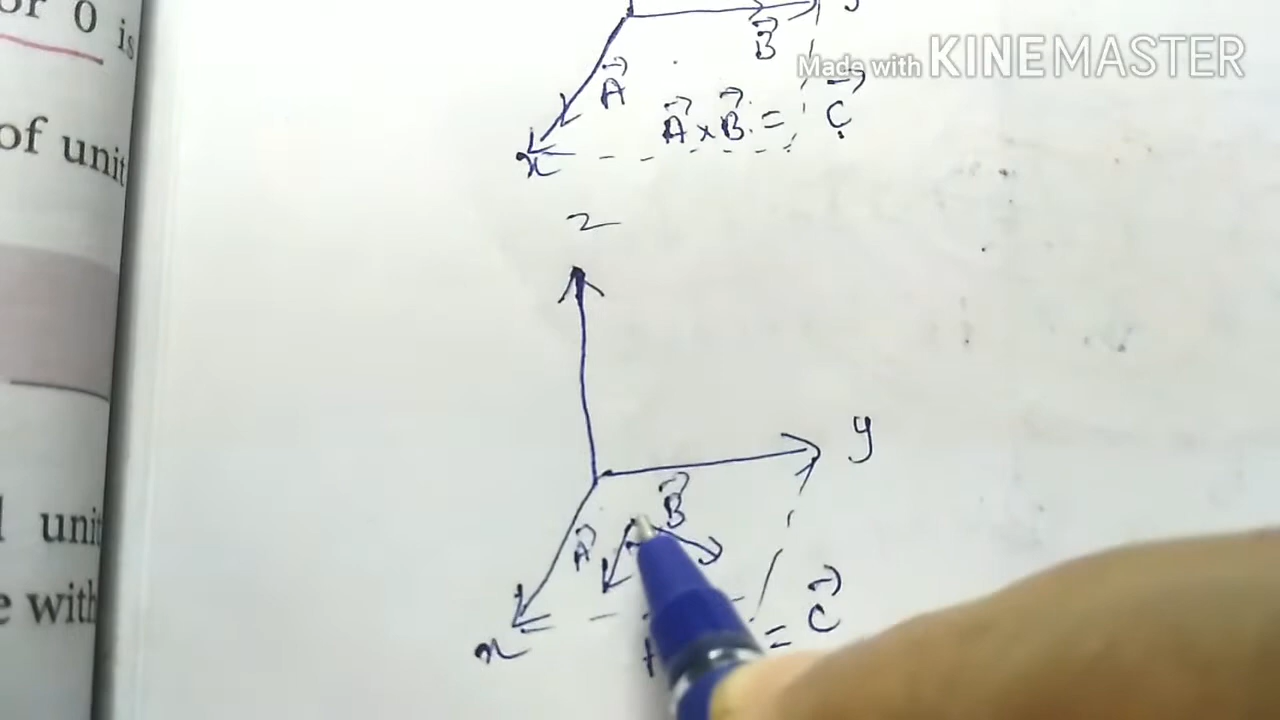 or 0 is
of unit
unit
e with
Made with KINEMASTER
B⃗
A⃗
A⃗ × B⃗ = C⃗
x
z
y
B⃗
A⃗
= C⃗
x